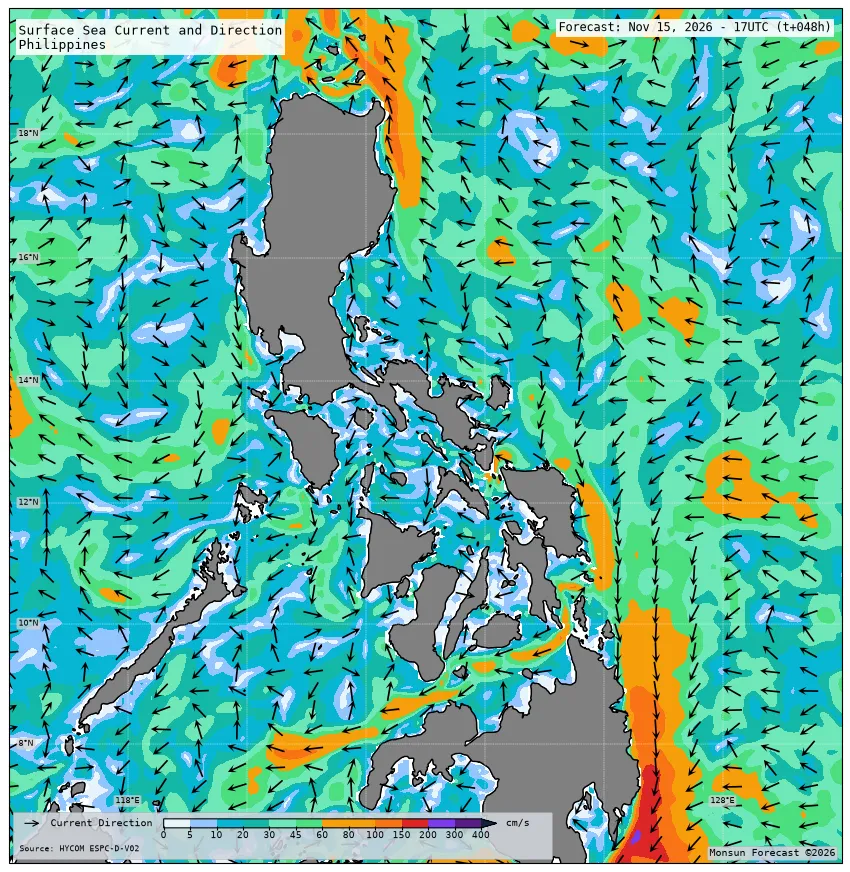 Surface Sea Current and Direction
Philippines
Forecast: Nov 15, 2026 - 17UTC (t+048h)
18°N
16°N
14°N
12°N
10°N
8°N
118°E
128°E
Current Direction
cm/s
0 5 10 20 30 45 60 80 100 150 200 300 400
Source: HYCOM ESPC-D-V02
Monsun Forecast ©2026